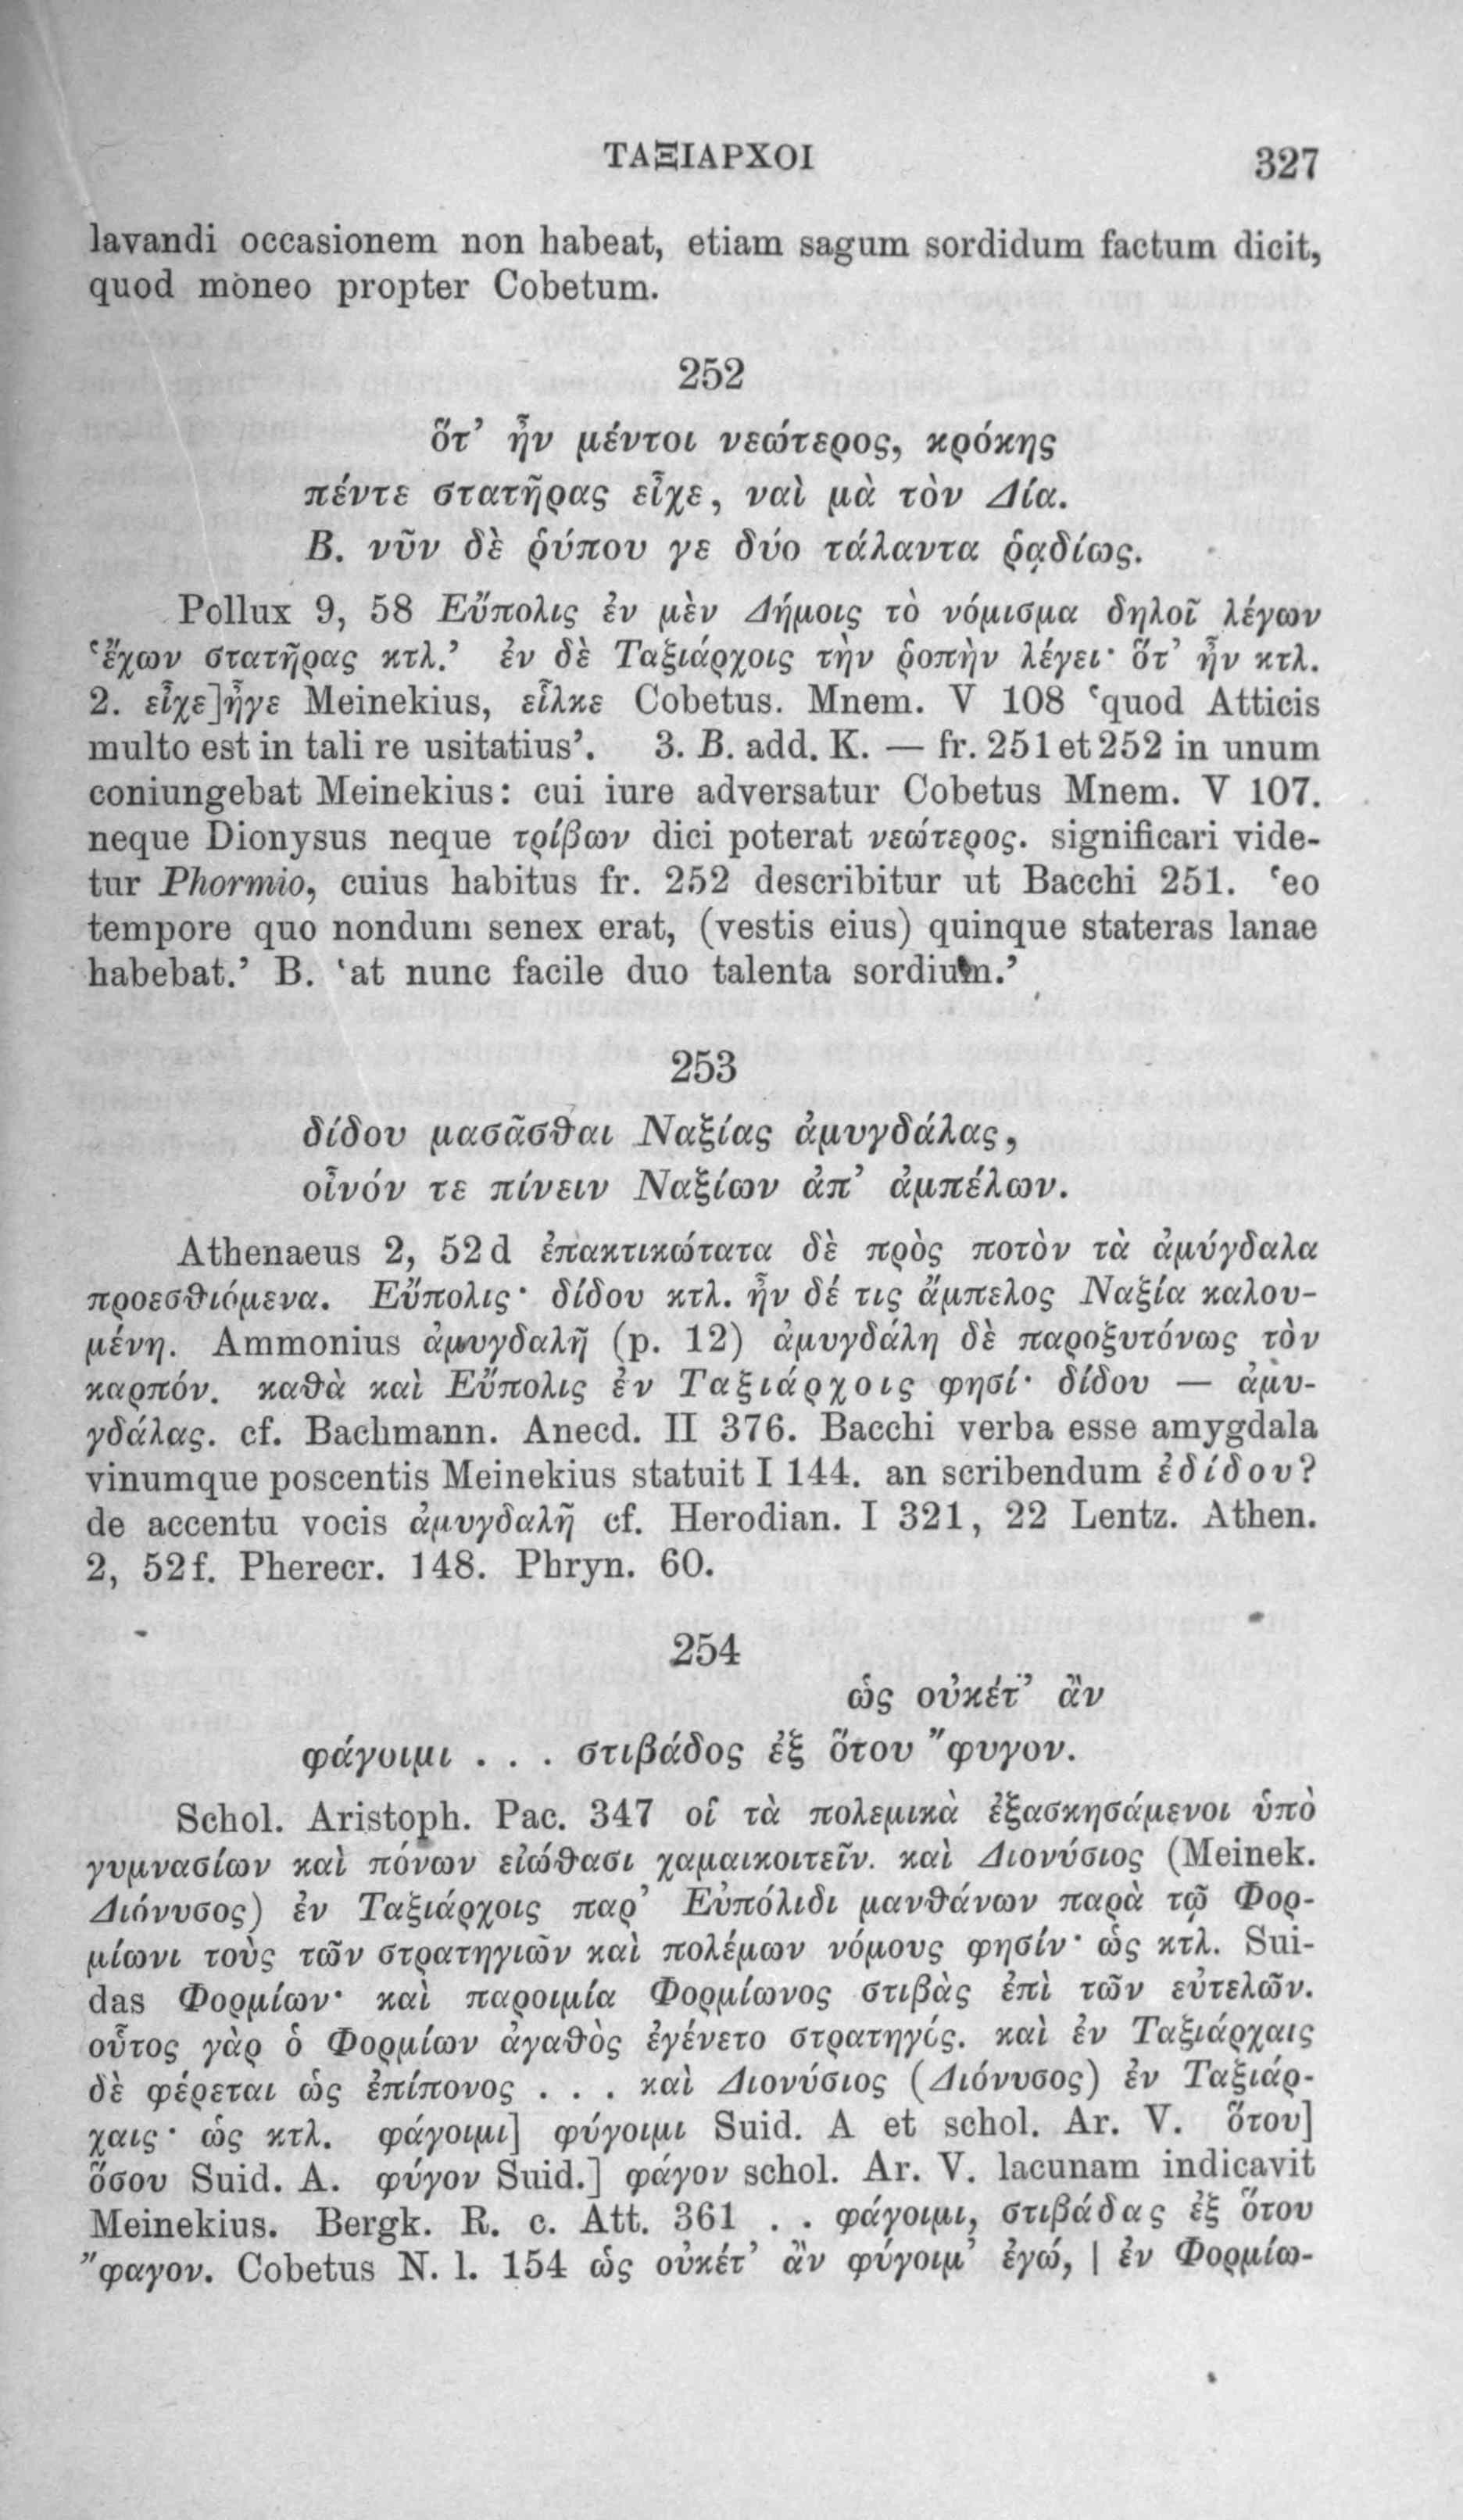 ΤΑΞΙΑΡΧΟΙ 327
lavandi occasionem non habeat, etiam sagum sordidum factum dicit,
quod moneo propter Cobetum.
252
ὅτ’ ἦν μέντοι νεώτερος, κρόκης
πέντε στατῆρας εἶχε, ναὶ μὰ τὸν Δία.
Β. νῦν δὲ ῥύπου γε δύο τάλαντα ῥᾳδίως.
Pollux 9, 58 Εὔπολις ἐν μὲν Δήμοις τὸ νόμισμα δηλοῖ λέγων
‘ἔχων στατῆρας κτλ.’ ἐν δὲ Ταξιάρχοις τὴν ῥοπὴν λέγει· ὅτ’ ἦν κτλ.
2. εἶχε]ἦγε Meinekius, εἷλκε Cobetus. Mnem. V 108 ‘quod Atticis
multo est in tali re usitatius’. 3. B. add. K. — fr. 251 et 252 in unum
coniungebat Meinekius: cui iure adversatur Cobetus Mnem. V 107.
neque Dionysus neque τρίβων dici poterat νεώτερος. significari vide-
tur Phormio, cuius habitus fr. 252 describitur ut Bacchi 251. ‘eo
tempore quo nondum senex erat, (vestis eius) quinque stateras lanae
habebat.’ B. ‘at nunc facile duo talenta sordium.’
253
δίδου μασᾶσθαι Ναξίας ἀμυγδάλας,
οἶνόν τε πίνειν Ναξίων ἀπ’ ἀμπέλων.
Athenaeus 2, 52 d ἐπακτικώτατα δὲ πρὸς ποτὸν τὰ ἀμύγδαλα
προεσθιόμενα. Εὔπολις· δίδου κτλ. ἦν δέ τις ἄμπελος Ναξία καλου-
μένη. Ammonius ἀμυγδαλῆ (p. 12) ἀμυγδάλη δὲ παροξυτόνως τὸν
καρπόν. καθὰ καὶ Εὔπολις ἐν Ταξιάρχοις φησί· δίδου — ἀμυ-
γδάλας. cf. Bachmann. Anecd. II 376. Bacchi verba esse amygdala
vinumque poscentis Meinekius statuit I 144. an scribendum ἐδίδου?
de accentu vocis ἀμυγδαλῆ cf. Herodian. I 321, 22 Lentz. Athen.
2, 52 f. Pherecr. 148. Phryn. 60.
254
ὡς οὐκέτ’ ἂν
φάγοιμι . . . στιβάδος ἐξ ὅτου ”φυγον.
Schol. Aristoph. Pac. 347 οἱ τὰ πολεμικὰ ἐξασκησάμενοι ὑπὸ
γυμνασίων καὶ πόνων εἰώθασι χαμαικοιτεῖν. καὶ Διονύσιος (Meinek.
Διόνυσος) ἐν Ταξιάρχοις παρ’ Εὐπόλιδι μανθάνων παρὰ τῷ Φορ-
μίωνι τοὺς τῶν στρατηγιῶν καὶ πολέμων νόμους φησίν· ὡς κτλ. Sui-
das Φορμίων· καὶ παροιμία Φορμίωνος στιβὰς ἐπὶ τῶν εὐτελῶν.
οὗτος γὰρ ὁ Φορμίων ἀγαθὸς ἐγένετο στρατηγός. καὶ ἐν Ταξιάρχαις
δὲ φέρεται ὡς ἐπίπονος . . . καὶ Διονύσιος (Διόνυσος) ἐν Ταξιάρ-
χαις· ὡς κτλ. φάγοιμι] φύγοιμι Suid. A et schol. Ar. V. ὅτου]
ὅσου Suid. A. φύγον Suid.] φάγον schol. Ar. V. lacunam indicavit
Meinekius. Bergk. R. c. Att. 361 . . φάγοιμι, στιβάδας ἐξ ὅτου
”φαγον. Cobetus N. l. 154 ὡς οὐκέτ’ ἂν φύγοιμ’ ἐγώ, | ἐν Φορμίω-